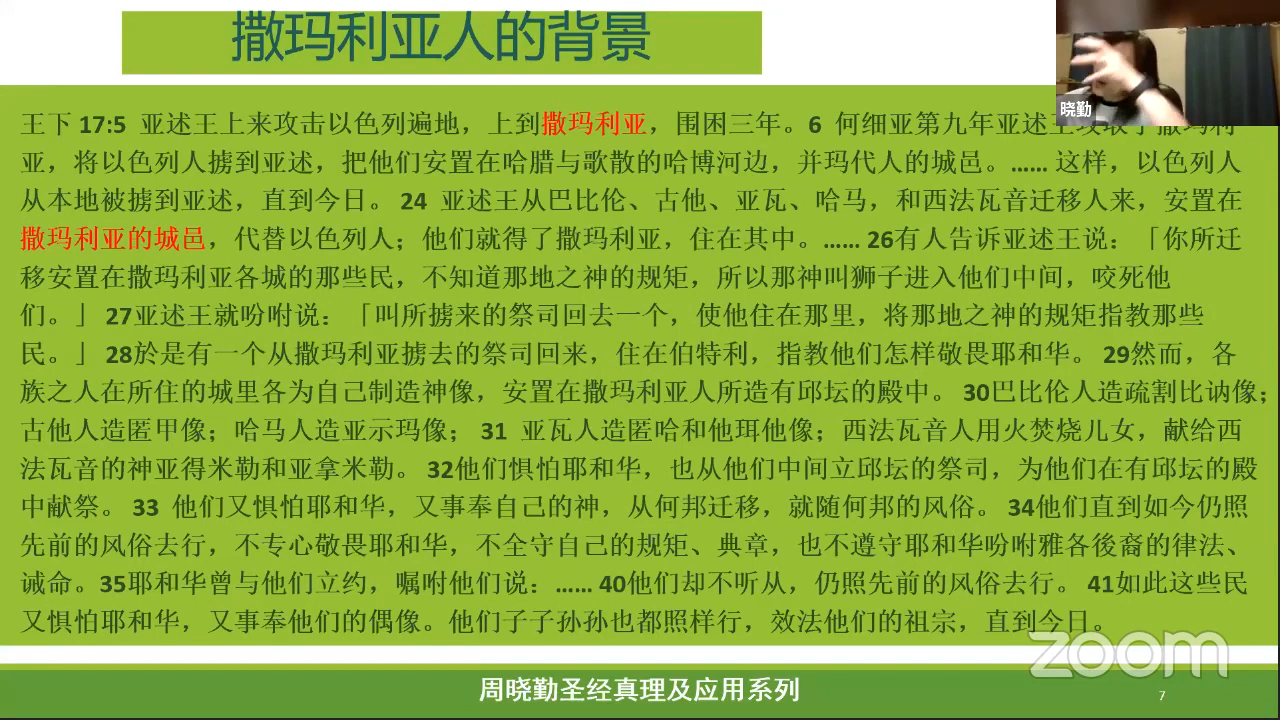 撒玛利亚人的背景
晓勤
王下 17:5 亚述王上来攻击以色列遍地，上到撒玛利亚，围困三年。6 何细亚第九年亚述王攻取了撒玛利
亚，将以色列人掳到亚述，把他们安置在哈腊与歌散的哈博河边，并玛代人的城邑。…… 这样，以色列人
从本地被掳到亚述，直到今日。24 亚述王从巴比伦、古他、亚瓦、哈马，和西法瓦音迁移人来，安置在
撒玛利亚的城邑，代替以色列人；他们就得了撒玛利亚，住在其中。…… 26有人告诉亚述王说：「你所迁
移安置在撒玛利亚各城的那些民，不知道那地之神的规矩，所以那神叫狮子进入他们中间，咬死他
们。」 27亚述王就吩咐说：「叫所掳来的祭司回去一个，使他住在那里，将那地之神的规矩指教那些
民。」 28於是有一个从撒玛利亚掳去的祭司回来，住在伯特利，指教他们怎样敬畏耶和华。 29然而，各
族之人在所住的城里各为自己制造神像，安置在撒玛利亚人所造有邱坛的殿中。 30巴比伦人造疏割比讷像；
古他人造匿甲像；哈马人造亚示玛像； 31 亚瓦人造匿哈和他珥他像；西法瓦音人用火焚烧儿女，献给西
法瓦音的神亚得米勒和亚拿米勒。 32他们惧怕耶和华，也从他们中间立邱坛的祭司，为他们在有邱坛的殿
中献祭。 33 他们又惧怕耶和华，又事奉自己的神，从何邦迁移，就随何邦的风俗。 34他们直到如今仍照
先前的风俗去行，不专心敬畏耶和华，不全守自己的规矩、典章，也不遵守耶和华吩咐雅各後裔的律法、
诫命。35耶和华曾与他们立约，嘱咐他们说：…… 40他们却不听从，仍照先前的风俗去行。 41如此这些民
又惧怕耶和华，又事奉他们的偶像。他们子子孙孙也都照样行，效法他们的祖宗，直到今日。
zoom
周晓勤圣经真理及应用系列
7